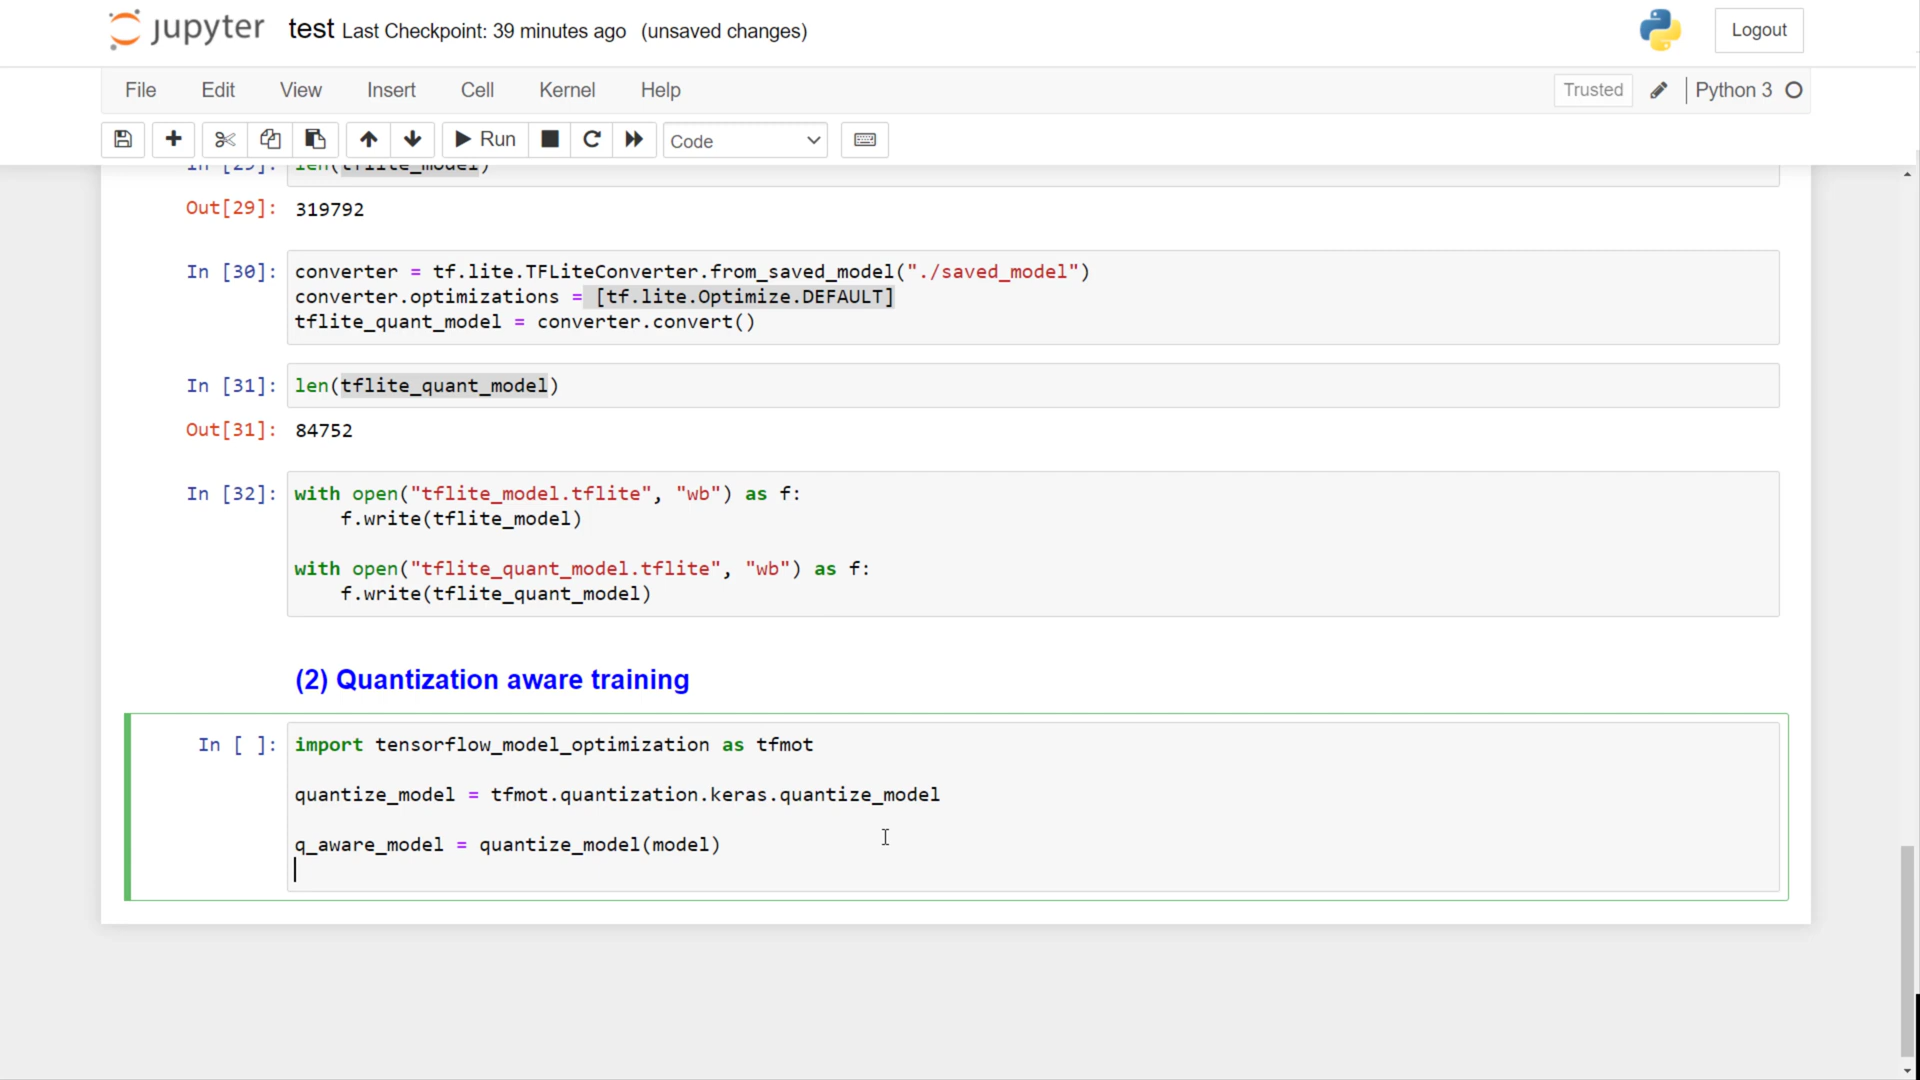 jupyter test Last Checkpoint: 39 minutes ago (unsaved changes) Logout
File Edit View Insert Cell Kernel Help Trusted Python 3
Run Code
In [29]: len(tflite_model)
Out[29]: 319792
In [30]: converter = tf.lite.TFLiteConverter.from_saved_model("./saved_model")
converter.optimizations = [tf.lite.Optimize.DEFAULT]
tflite_quant_model = converter.convert()
In [31]: len(tflite_quant_model)
Out[31]: 84752
In [32]: with open("tflite_model.tflite", "wb") as f:
f.write(tflite_model)
with open("tflite_quant_model.tflite", "wb") as f:
f.write(tflite_quant_model)
(2) Quantization aware training
In [ ]: import tensorflow_model_optimization as tfmot
quantize_model = tfmot.quantization.keras.quantize_model
q_aware_model = quantize_model(model)